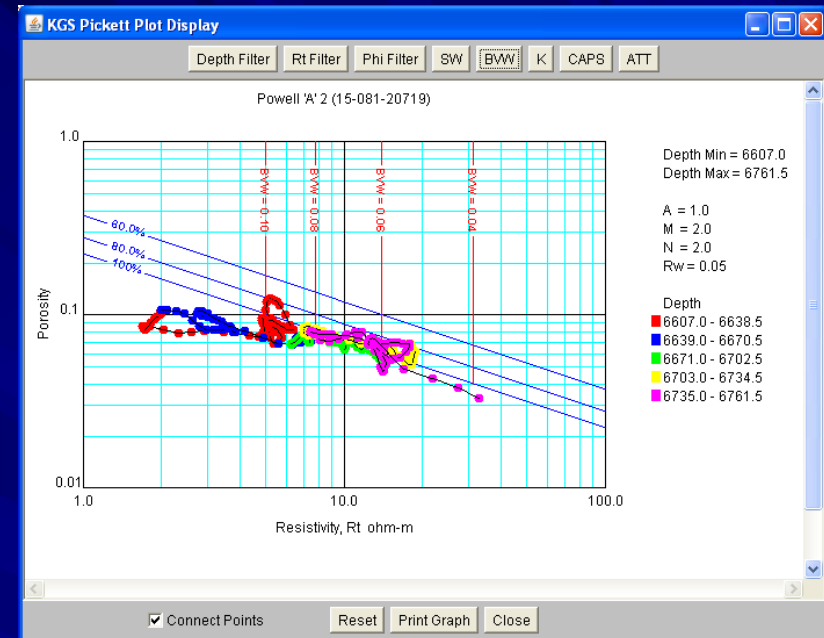 KGS Pickett Plot Display
Depth Filter Rt Filter Phi Filter SW BVW K CAPS ATT
Powell 'A' 2 (15-081-20719)
1.0
0.1
0.01
Porosity
60.0%
80.0%
100%
BVW = 0.10
BVW = 0.08
BVW = 0.06
BVW = 0.04
1.0 10.0 100.0
Resistivity, Rt ohm-m
Depth Min = 6607.0
Depth Max = 6761.5
A = 1.0
M = 2.0
N = 2.0
Rw = 0.05
Depth
6607.0 - 6638.5
6639.0 - 6670.5
6671.0 - 6702.5
6703.0 - 6734.5
6735.0 - 6761.5
Connect Points Reset Print Graph Close